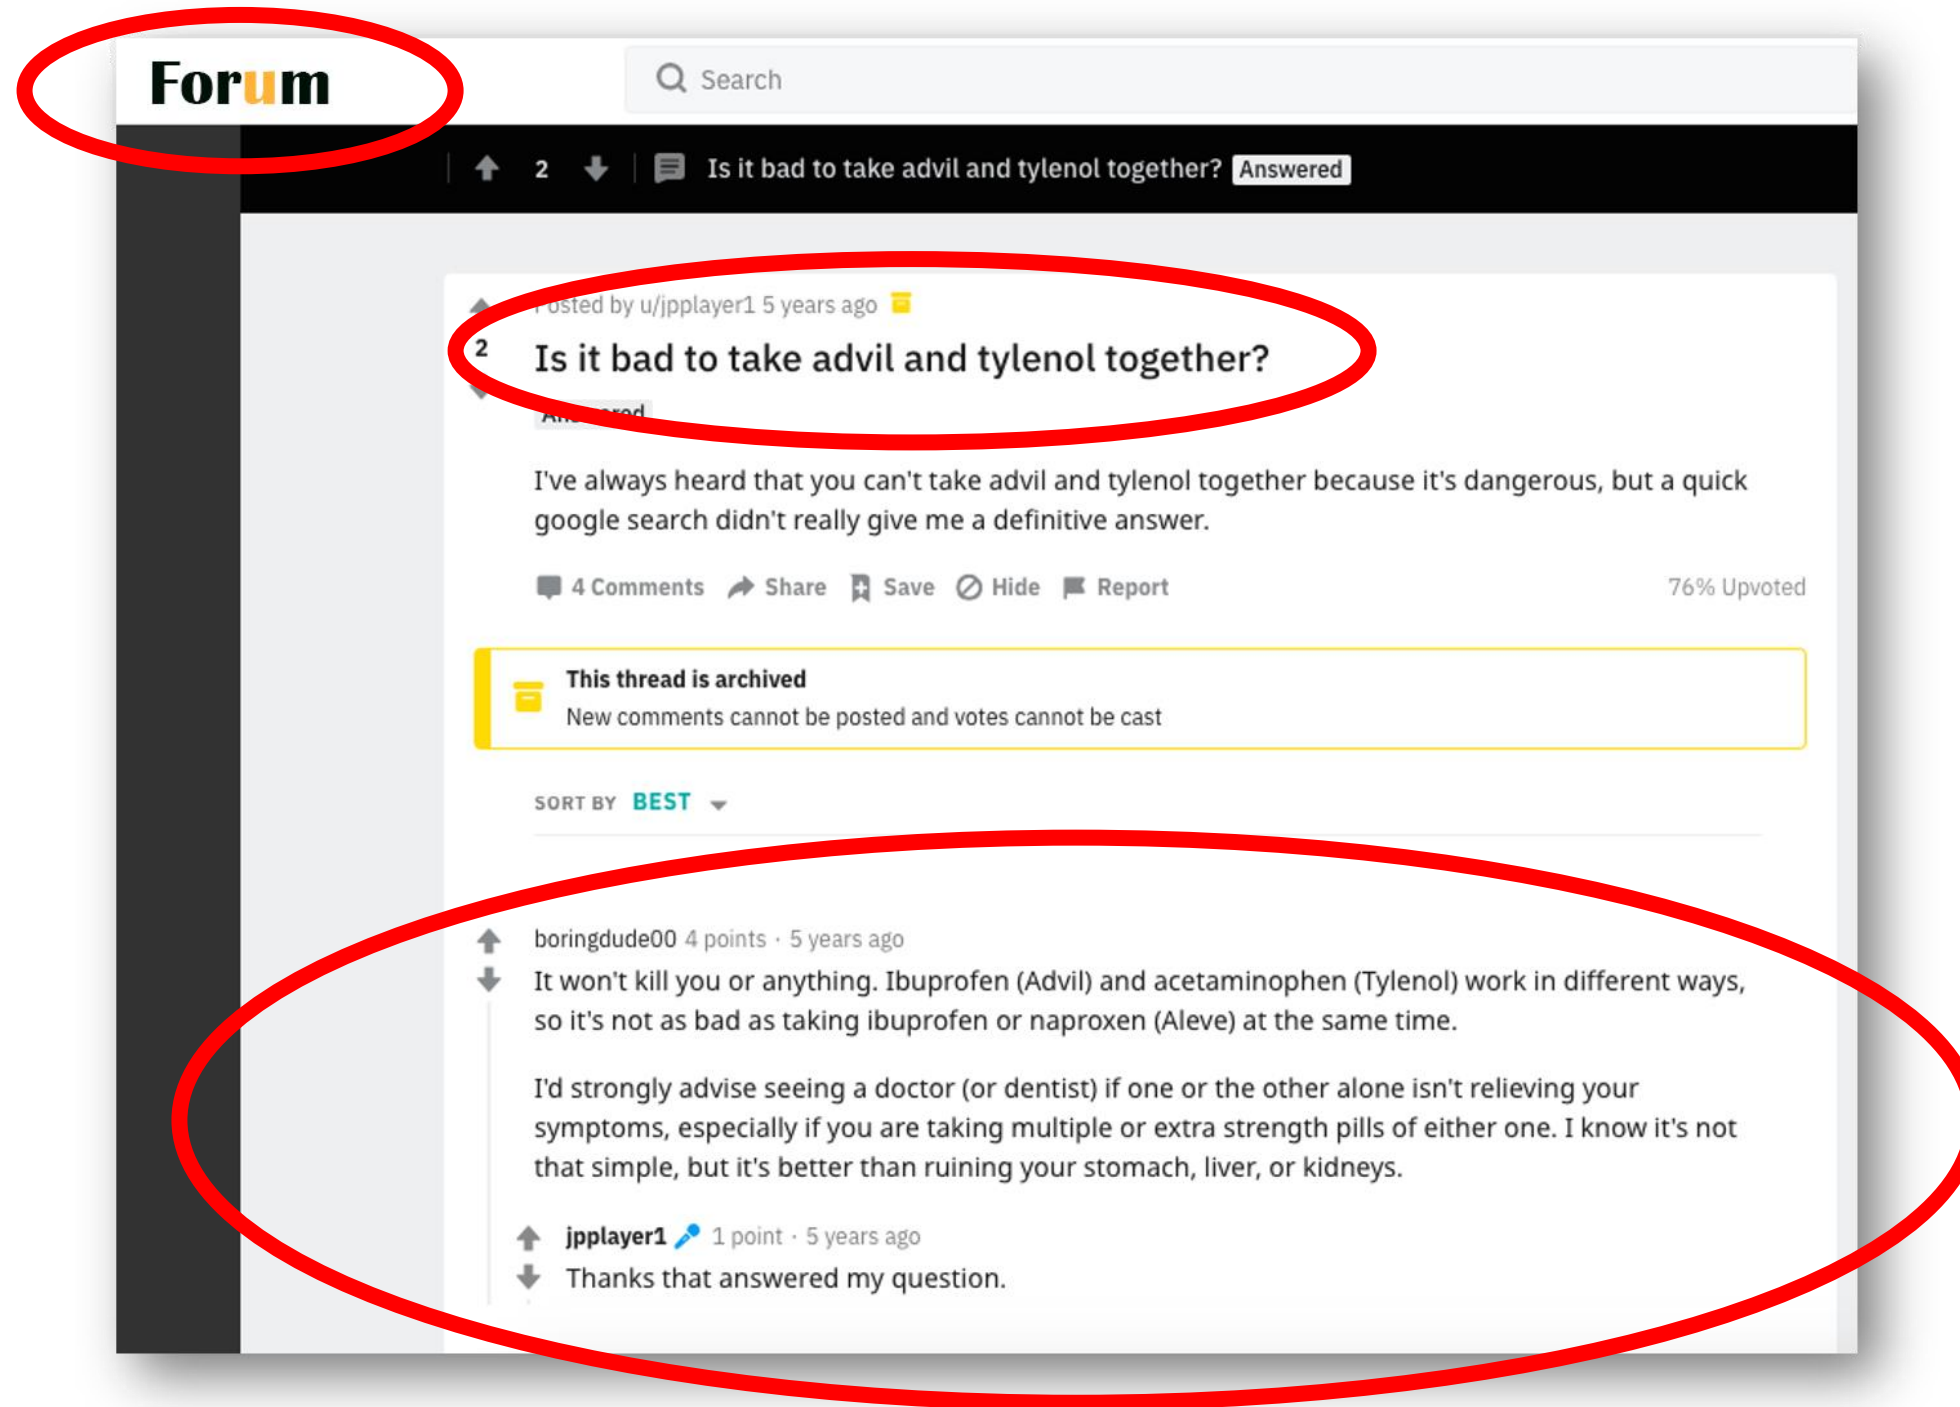 Forum
Search
2 Is it bad to take advil and tylenol together? Answered
Posted by u/jpplayer1 5 years ago
2
Is it bad to take advil and tylenol together?
Answered
I've always heard that you can't take advil and tylenol together because it's dangerous, but a quick
google search didn't really give me a definitive answer.
4 Comments Share Save Hide Report 76% Upvoted
This thread is archived
New comments cannot be posted and votes cannot be cast
SORT BY BEST
boringdude00 4 points · 5 years ago
It won't kill you or anything. Ibuprofen (Advil) and acetaminophen (Tylenol) work in different ways,
so it's not as bad as taking ibuprofen or naproxen (Aleve) at the same time.
I'd strongly advise seeing a doctor (or dentist) if one or the other alone isn't relieving your
symptoms, especially if you are taking multiple or extra strength pills of either one. I know it's not
that simple, but it's better than ruining your stomach, liver, or kidneys.
jpplayer1 1 point · 5 years ago
Thanks that answered my question.